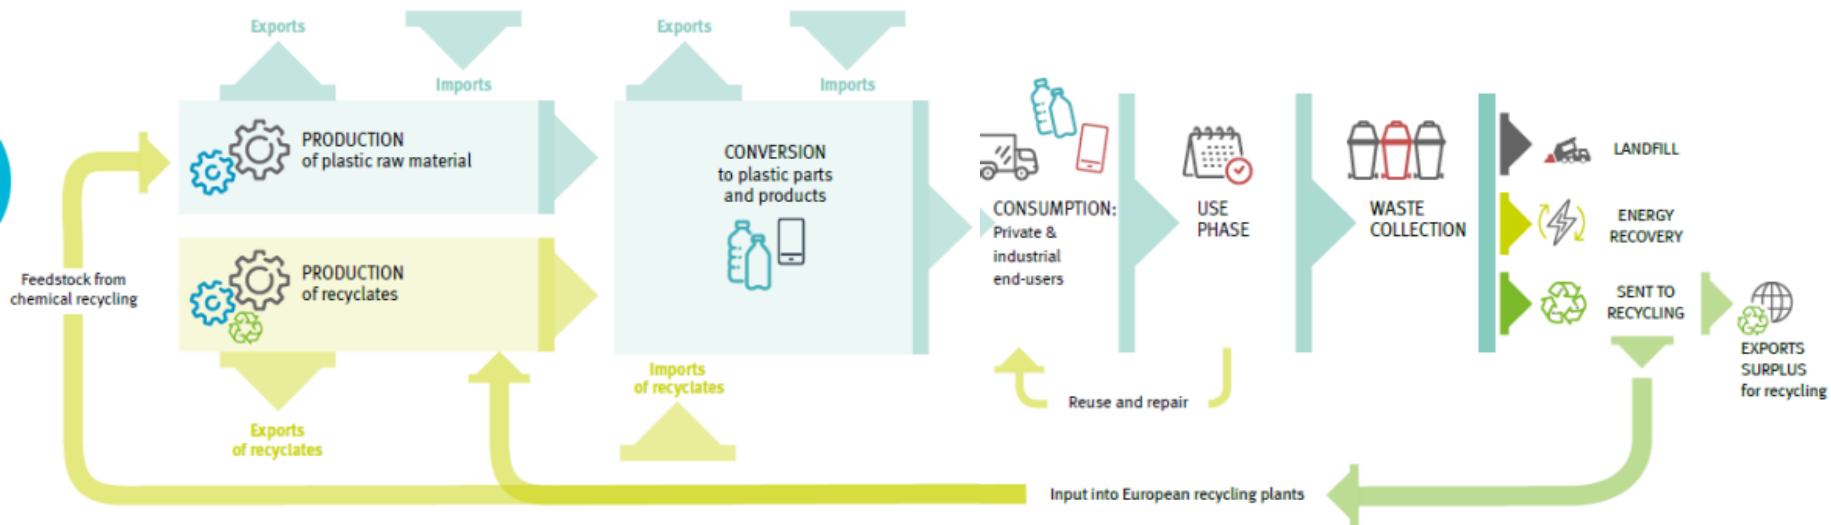 Exports
Imports
Exports
Imports
PRODUCTION
of plastic raw material
CONVERSION
to plastic parts
and products
CONSUMPTION:
Private &
industrial
end-users
USE
PHASE
WASTE
COLLECTION
LANDFILL
ENERGY
RECOVERY
SENT TO
RECYCLING
EXPORTS
SURPLUS
for recycling
Feedstock from
chemical recycling
PRODUCTION
of recyclates
Imports
of recyclates
Exports
of recyclates
Reuse and repair
Input into European recycling plants